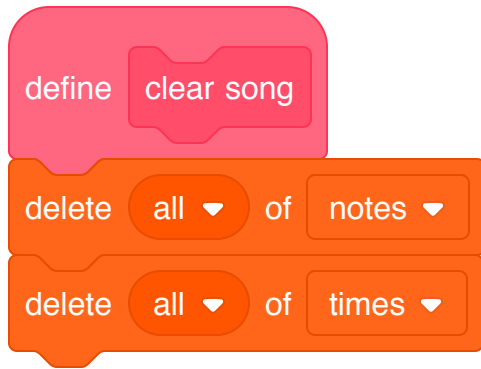 define clear song
delete all of notes
delete all of times